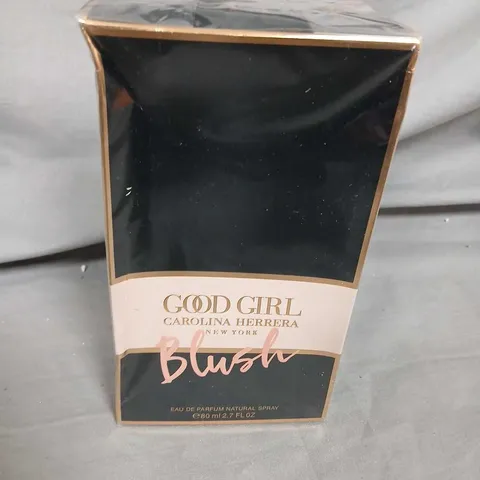 GOOD GIRL
CAROLINA HERRERA
NEW YORK
Blush
EAU DE PARFUM NATURAL SPRAY
℮80 ml 2.7 FL OZ